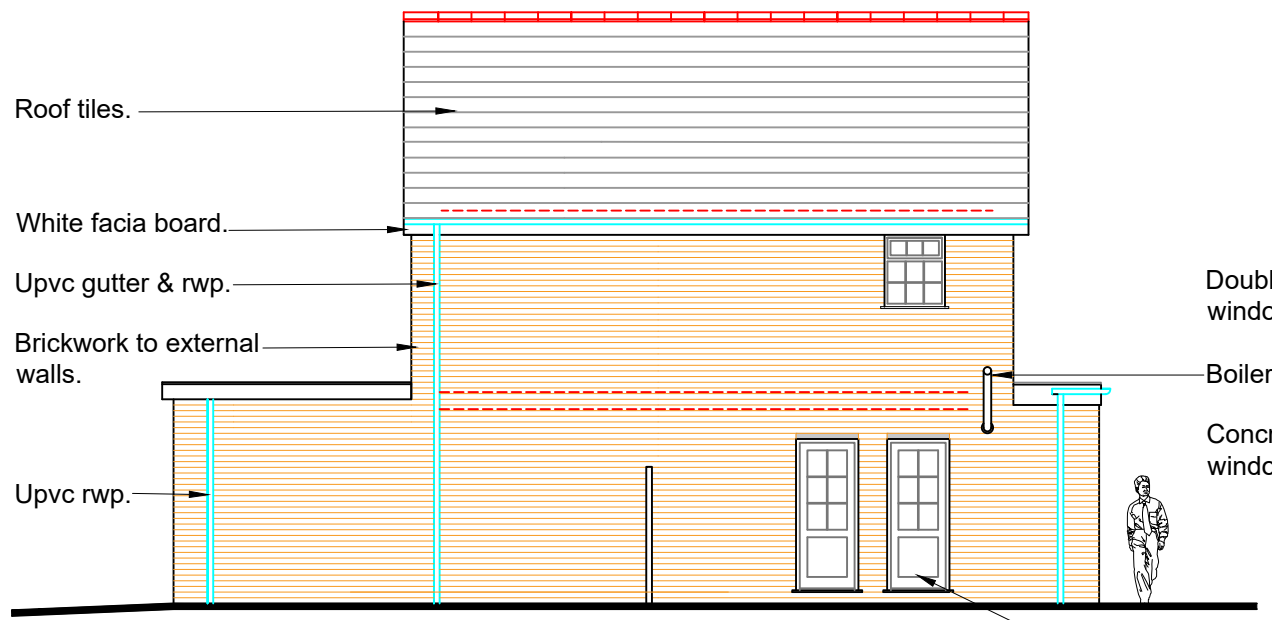 Roof tiles.
White facia board.
Upvc gutter & rwp.
Brickwork to external
walls.
Upvc rwp.
Boiler